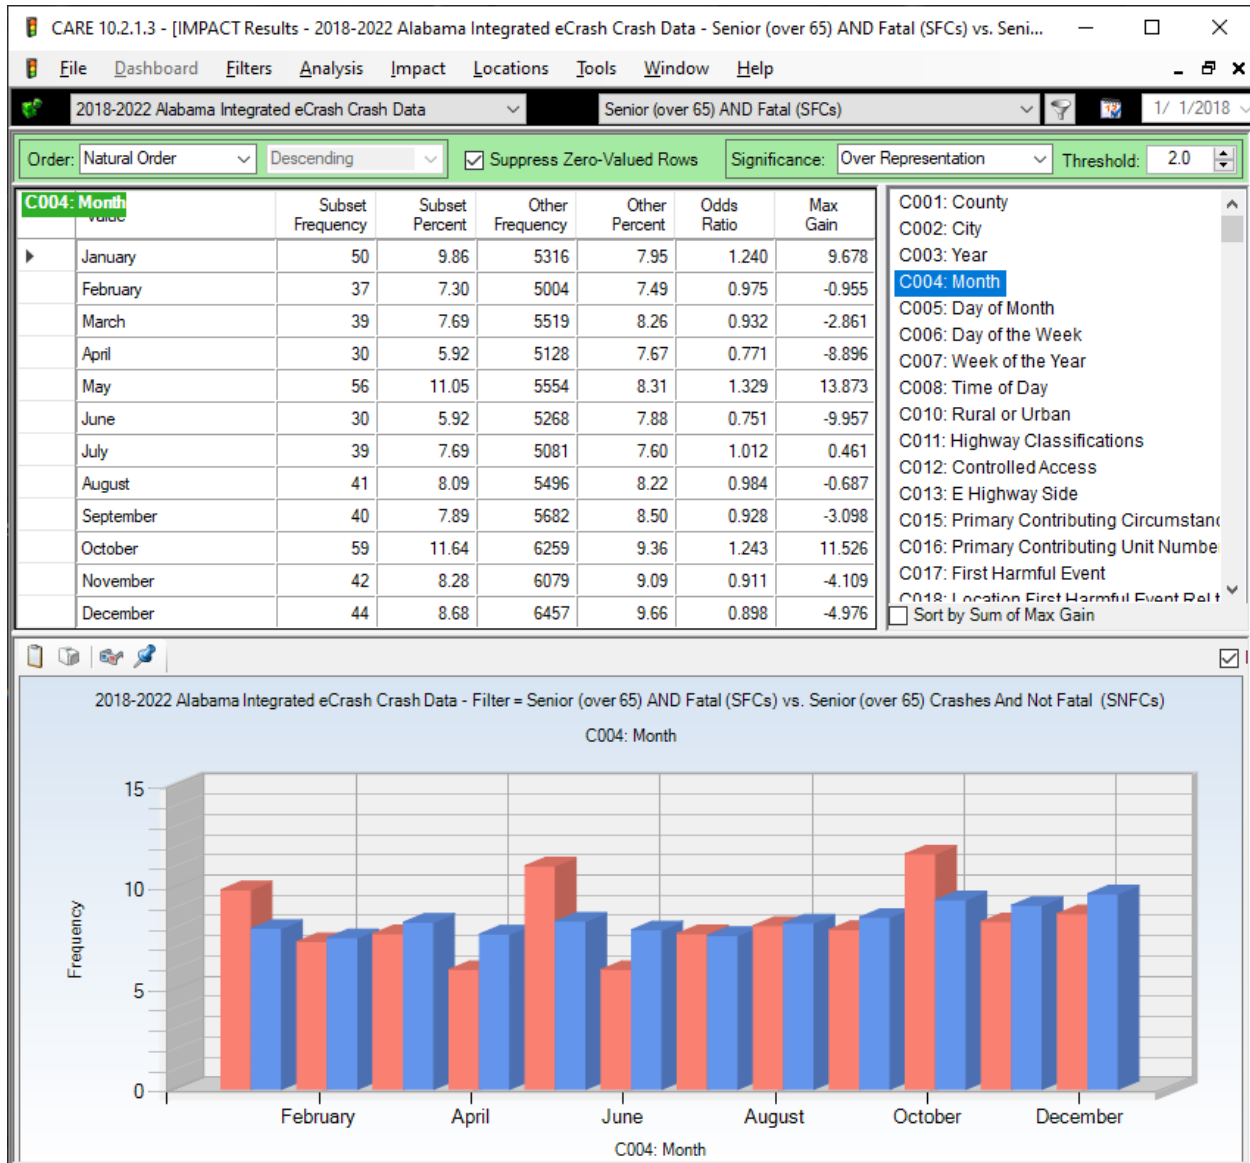 CARE 10.2.1.3 - [IMPACT Results - 2018-2022 Alabama Integrated eCrash Crash Data - Senior (over 65) AND Fatal (SFCs) vs. Seni...
File Dashboard Filters Analysis Impact Locations Tools Window Help
2018-2022 Alabama Integrated eCrash Crash Data Senior (over 65) AND Fatal (SFCs) 1/ 1/2018
Order: Natural Order Descending Suppress Zero-Valued Rows Significance: Over Representation Threshold: 2.0
C004: Month
Value Subset Frequency Subset Percent Other Frequency Other Percent Odds Ratio Max Gain
January 50 9.86 5316 7.95 1.240 9.678
February 37 7.30 5004 7.49 0.975 -0.955
March 39 7.69 5519 8.26 0.932 -2.861
April 30 5.92 5128 7.67 0.771 -8.896
May 56 11.05 5554 8.31 1.329 13.873
June 30 5.92 5268 7.88 0.751 -9.957
July 39 7.69 5081 7.60 1.012 0.461
August 41 8.09 5496 8.22 0.984 -0.687
September 40 7.89 5682 8.50 0.928 -3.098
October 59 11.64 6259 9.36 1.243 11.526
November 42 8.28 6079 9.09 0.911 -4.109
December 44 8.68 6457 9.66 0.898 -4.976
C001: County
C002: City
C003: Year
C004: Month
C005: Day of Month
C006: Day of the Week
C007: Week of the Year
C008: Time of Day
C010: Rural or Urban
C011: Highway Classifications
C012: Controlled Access
C013: E Highway Side
C015: Primary Contributing Circumstanc
C016: Primary Contributing Unit Numbe
C017: First Harmful Event
C018: Location First Harmful Event Rel t
Sort by Sum of Max Gain
2018-2022 Alabama Integrated eCrash Crash Data - Filter = Senior (over 65) AND Fatal (SFCs) vs. Senior (over 65) Crashes And Not Fatal (SNFCs)
C004: Month
15
10
5
0
Frequency
February April June August October December
C004: Month